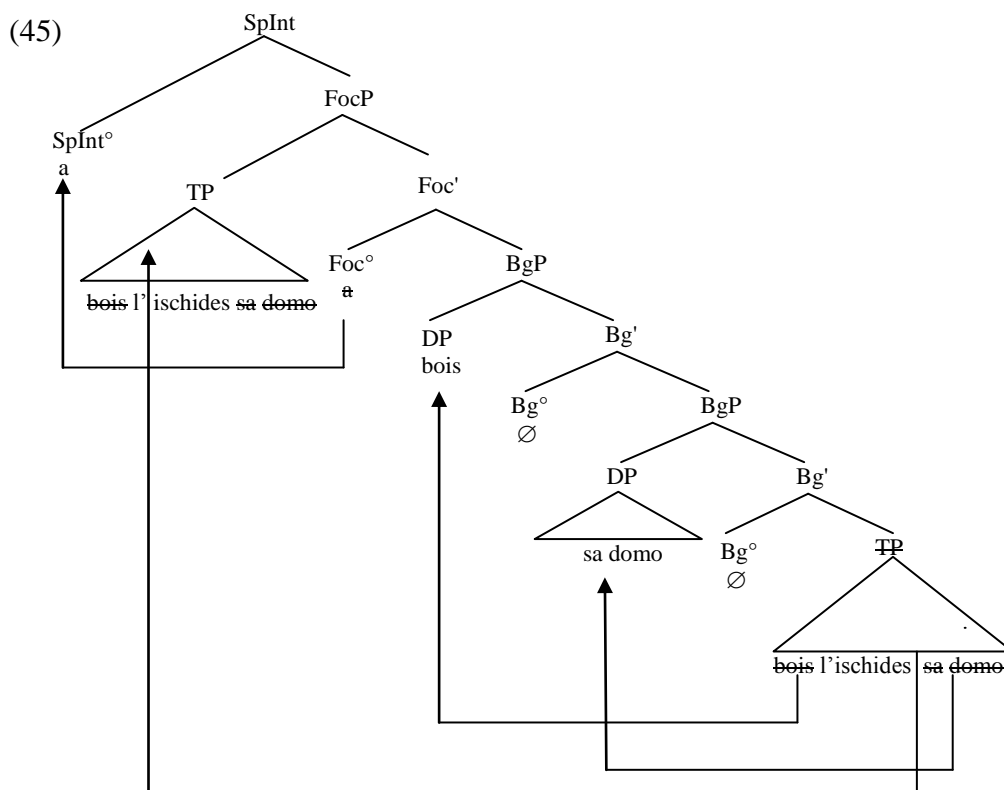 (45)
SpInt
FocP
SpInt°
a
TP
Foc'
bois l' ischides sa domo
Foc°
a
BgP
DP
bois
Bg'
Bg°
∅
BgP
DP
Bg'
sa domo
Bg°
∅
TP
bois l'ischides sa domo